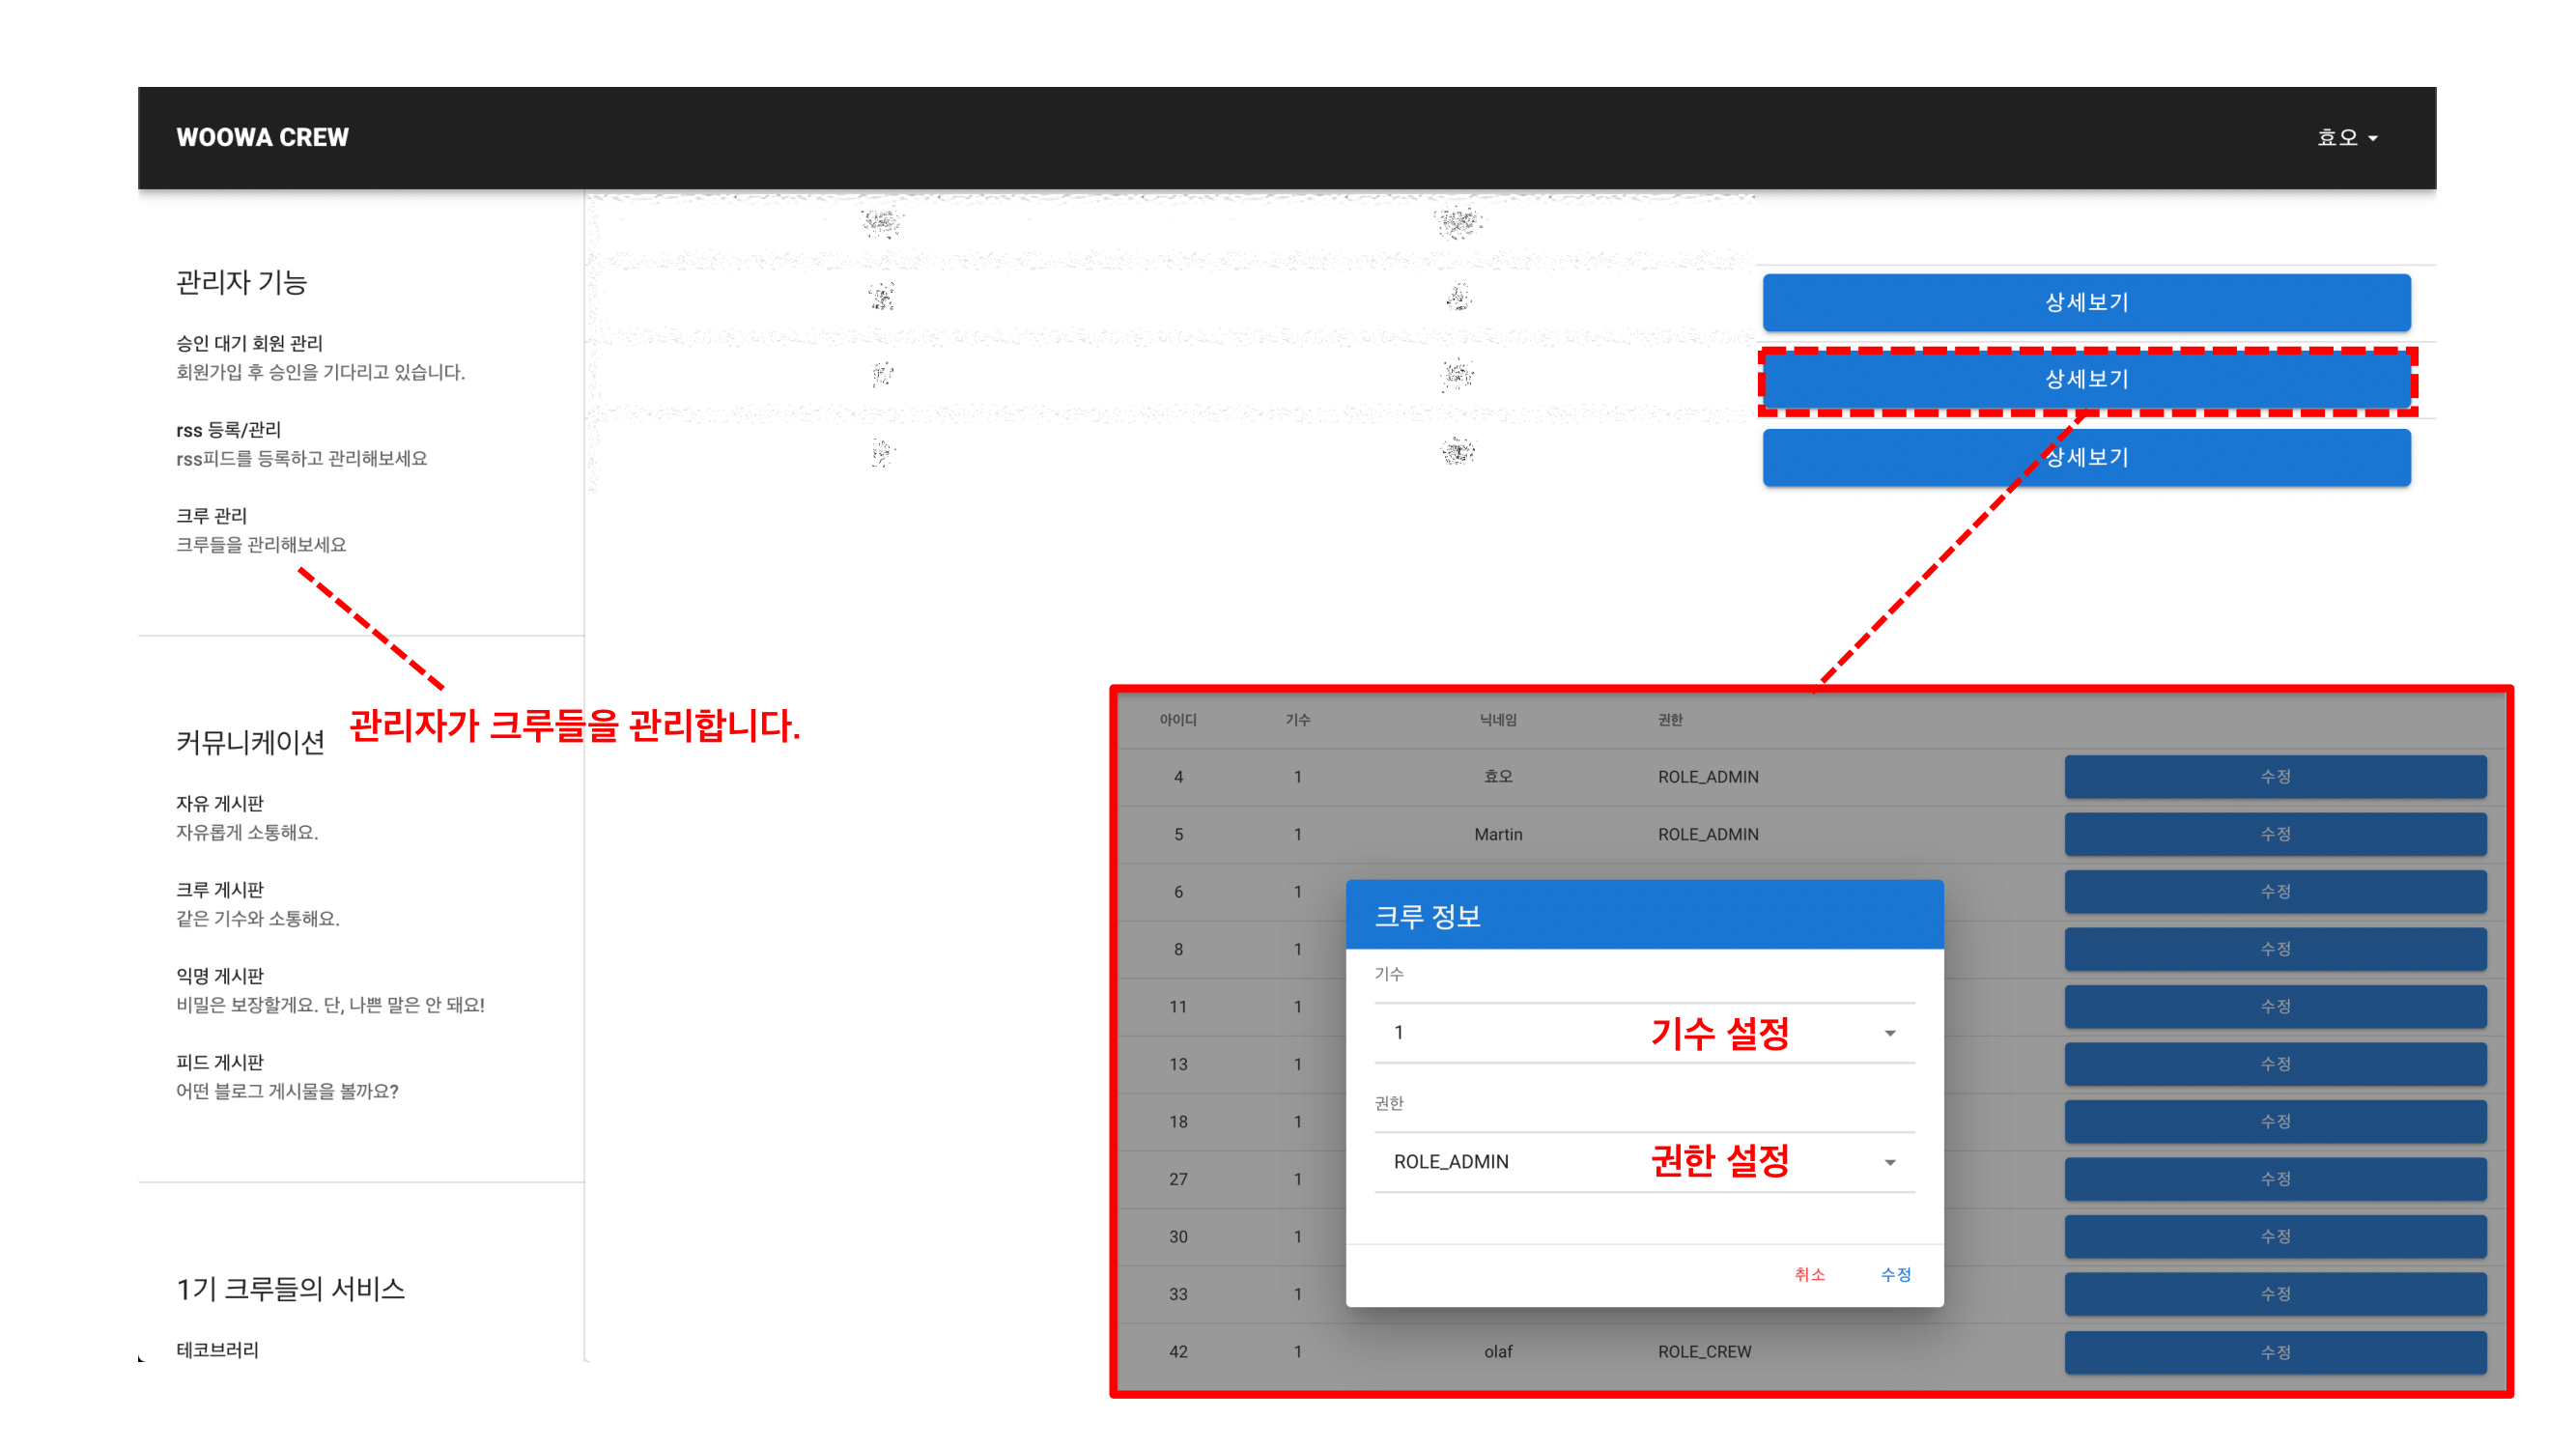 WOOWA CREW
효오
관리자 기능
승인 대기 회원 관리
회원가입 후 승인을 기다리고 있습니다.
rss 등록/관리
rss피드를 등록하고 관리해보세요
크루 관리
크루들을 관리해보세요
상세보기
상세보기
상세보기
관리자가 크루들을 관리합니다.
커뮤니케이션
자유 게시판
자유롭게 소통해요.
크루 게시판
같은 기수와 소통해요.
익명 게시판
비밀은 보장할게요. 단, 나쁜 말은 안 돼요!
피드 게시판
어떤 블로그 게시물을 볼까요?
1기 크루들의 서비스
테코브러리
아이디 기수 닉네임 권한
4 1 효오 ROLE_ADMIN 수정
5 1 Martin ROLE_ADMIN 수정
6 1 수정
8 1 수정
11 1 수정
13 1 수정
18 1 수정
27 1 수정
30 1 수정
33 1 수정
42 1 olaf ROLE_CREW 수정
크루 정보
기수
1 기수 설정
권한
ROLE_ADMIN 권한 설정
취소 수정